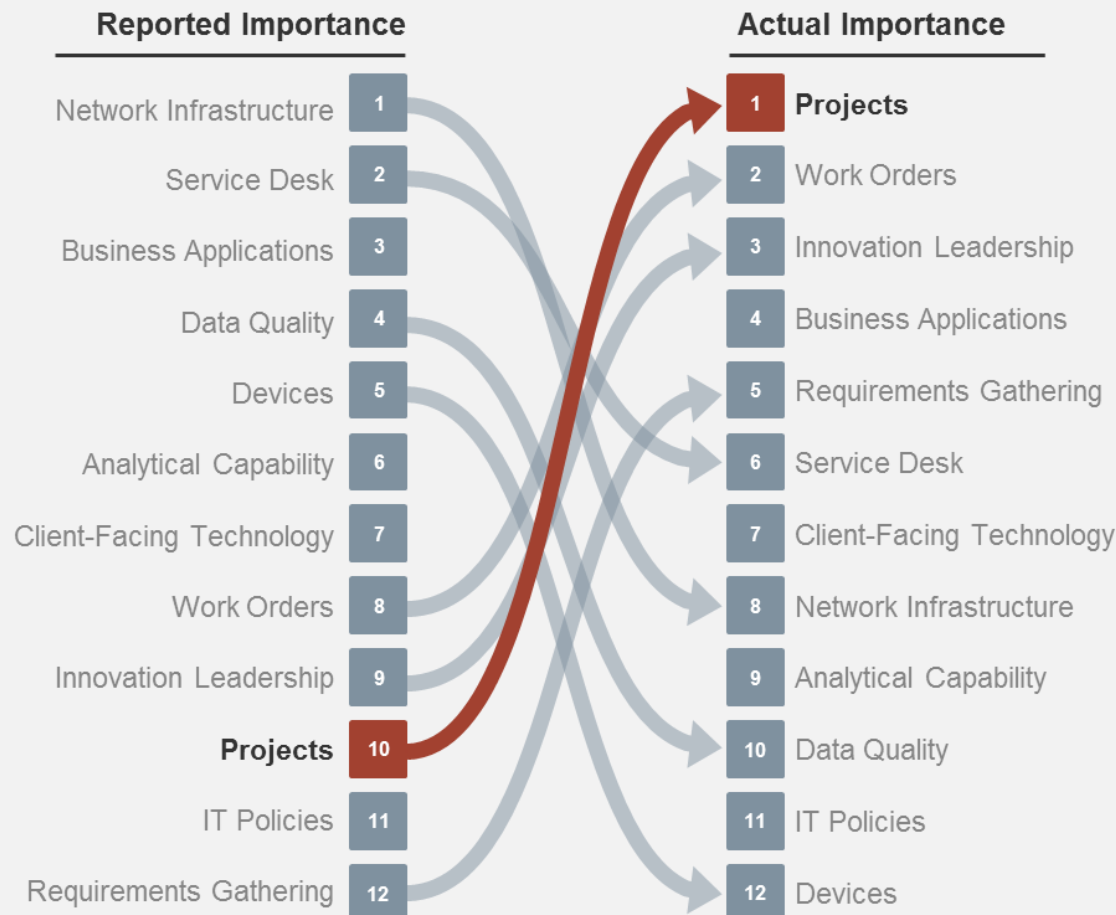 Reported Importance
Network Infrastructure 1
Service Desk 2
Business Applications 3
Data Quality 4
Devices 5
Analytical Capability 6
Client-Facing Technology 7
Work Orders 8
Innovation Leadership 9
Projects 10
IT Policies 11
Requirements Gathering 12
Actual Importance
1 Projects
2 Work Orders
3 Innovation Leadership
4 Business Applications
5 Requirements Gathering
6 Service Desk
7 Client-Facing Technology
8 Network Infrastructure
9 Analytical Capability
10 Data Quality
11 IT Policies
12 Devices